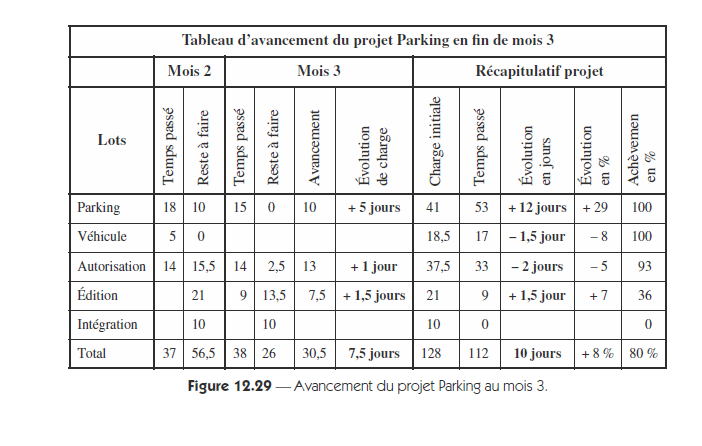 Tableau d'avancement du projet Parking en fin de mois 3
Mois 2 Mois 3 Récapitulatif projet
Lots Temps passé Reste à faire Temps passé Reste à faire Avancement Évolution de charge Charge initiale Temps passé Évolution en jours Évolution en % Achèvemen en %
Parking 18 10 15 0 10 + 5 jours 41 53 + 12 jours + 29 100
Véhicule 5 0 18,5 17 – 1,5 jour – 8 100
Autorisation 14 15,5 14 2,5 13 + 1 jour 37,5 33 – 2 jours – 5 93
Édition 21 9 13,5 7,5 + 1,5 jours 21 9 + 1,5 jour + 7 36
Intégration 10 10 10 0 0
Total 37 56,5 38 26 30,5 7,5 jours 128 112 10 jours + 8 % 80 %
Figure 12.29 — Avancement du projet Parking au mois 3.